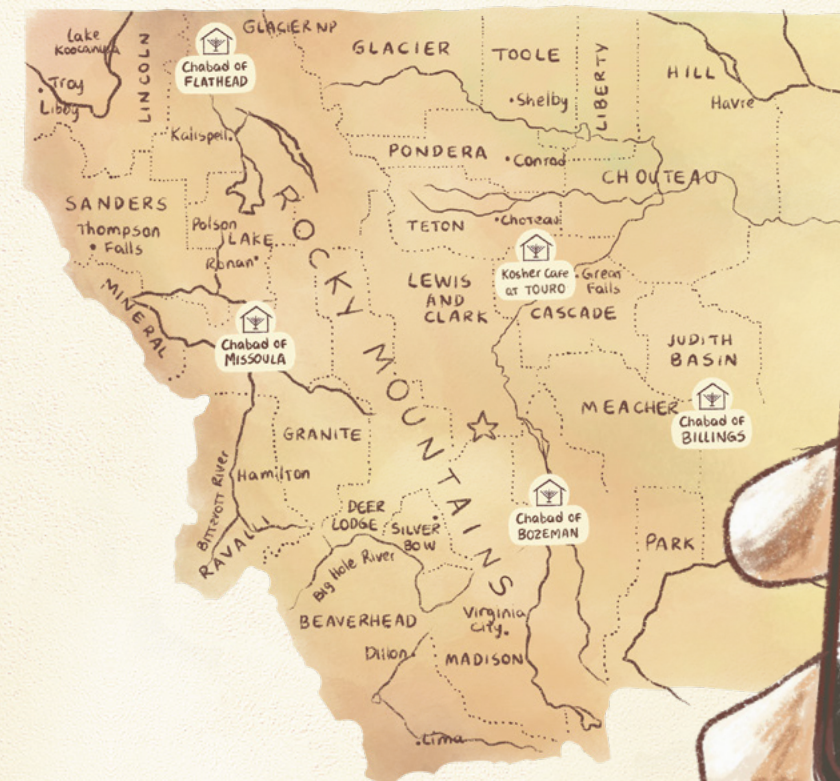 Lake
Koocanusa
GLACIER NP
Chabad of
FLATHEAD
LINCOLN
Troy
Libby
GLACIER
TOOLE
LIBERTY
HILL
Shelby
Havre
Kalispell
PONDERA
Conrad
CHOUTEAU
SANDERS
Thompson
Falls
Polson
LAKE
Ronan
ROCKY MOUNTAINS
TETON
Choteau
Kosher Cafe
at TOURO
Great
Falls
LEWIS
AND
CLARK
CASCADE
MINERAL
Chabad of
MISSOULA
JUDITH
BASIN
MEAGHER
Chabad of
BILLINGS
GRANITE
Hamilton
Bitterott River
RAVALLI
DEER
LODGE
SILVER
BOW
Chabad of
BOZEMAN
PARK
Big Hole River
BEAVERHEAD
Virginia
City
Dillon
MADISON
Lima